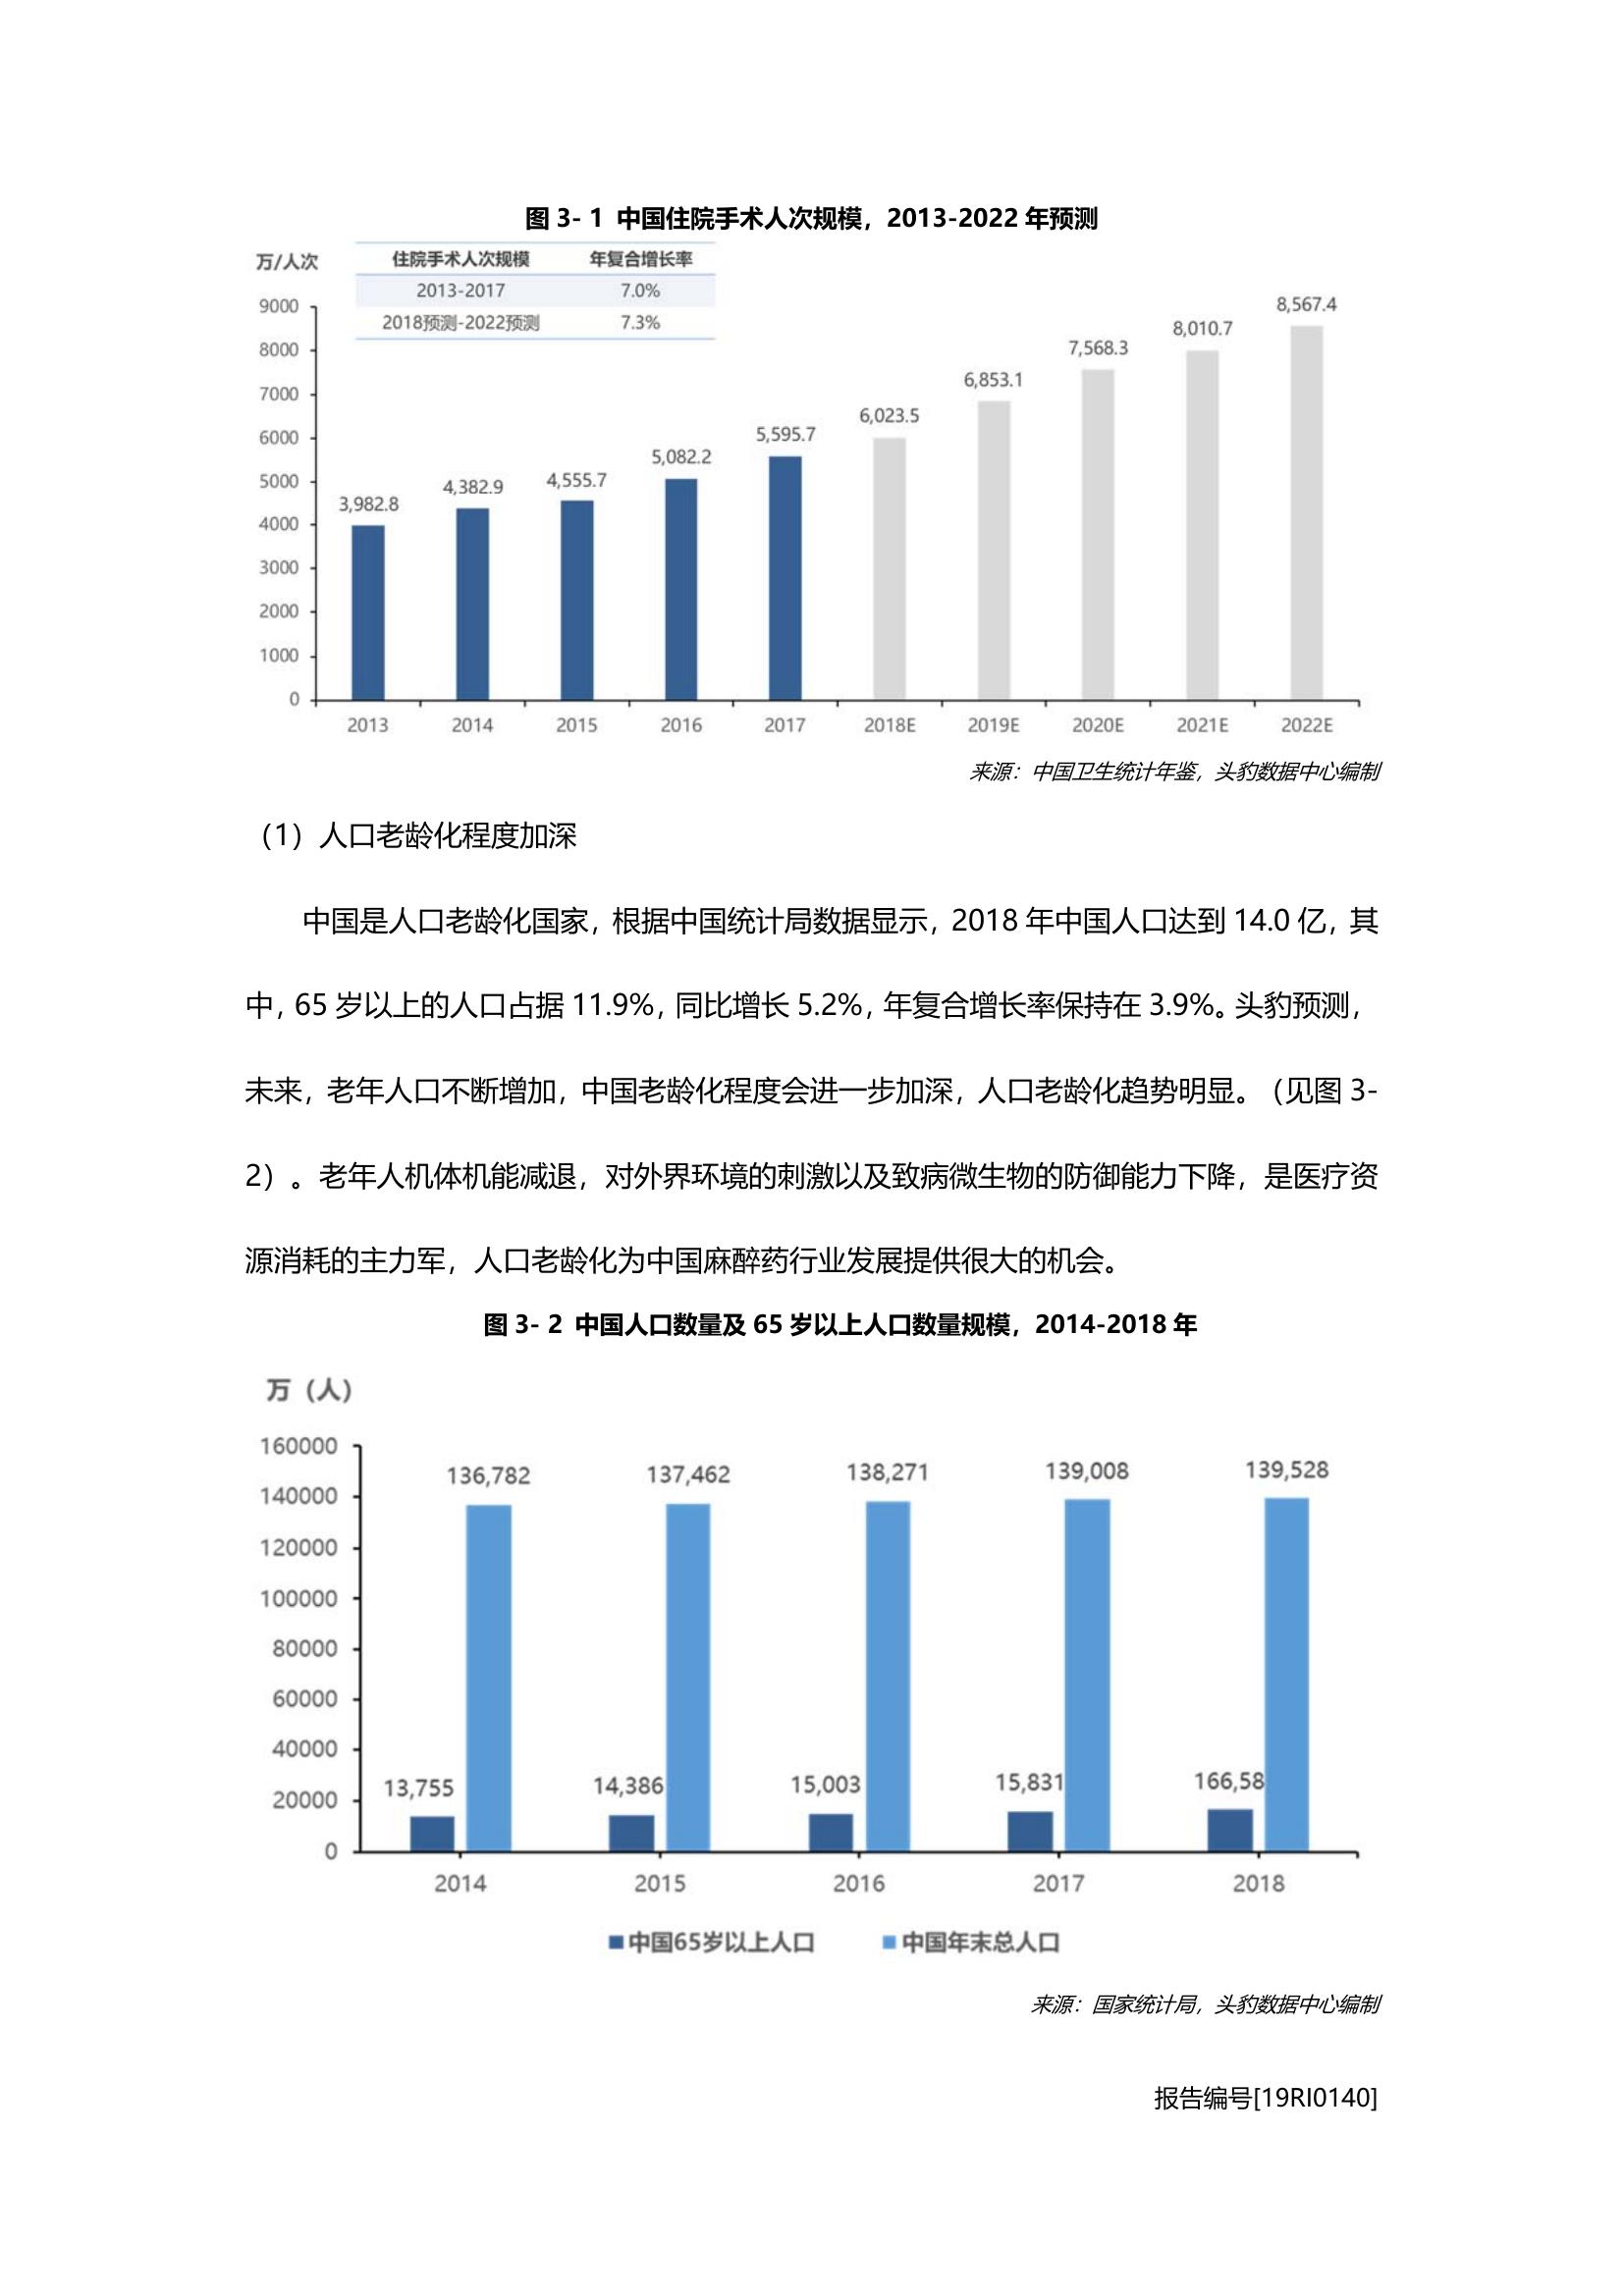 图 3- 1 中国住院手术人次规模，2013-2022 年预测
万/人次
住院手术人次规模 年复合增长率
2013-2017 7.0%
2018预测-2022预测 7.3%
9000
8000
7000
6000
5000
4000
3000
2000
1000
0
3,982.8
4,382.9
4,555.7
5,082.2
5,595.7
6,023.5
6,853.1
7,568.3
8,010.7
8,567.4
2013 2014 2015 2016 2017 2018E 2019E 2020E 2021E 2022E
来源：中国卫生统计年鉴，头豹数据中心编制
（1）人口老龄化程度加深
中国是人口老龄化国家，根据中国统计局数据显示，2018 年中国人口达到 14.0 亿，其
中，65 岁以上的人口占据 11.9%，同比增长 5.2%，年复合增长率保持在 3.9%。头豹预测，
未来，老年人口不断增加，中国老龄化程度会进一步加深，人口老龄化趋势明显。（见图 3-
2）。老年人机体机能减退，对外界环境的刺激以及致病微生物的防御能力下降，是医疗资
源消耗的主力军，人口老龄化为中国麻醉药行业发展提供很大的机会。
图 3- 2 中国人口数量及 65 岁以上人口数量规模，2014-2018 年
万（人）
160000
140000
120000
100000
80000
60000
40000
20000
0
136,782 137,462 138,271 139,008 139,528
13,755 14,386 15,003 15,831 166,58
2014 2015 2016 2017 2018
中国65岁以上人口 中国年末总人口
来源：国家统计局，头豹数据中心编制
报告编号[19RI0140]